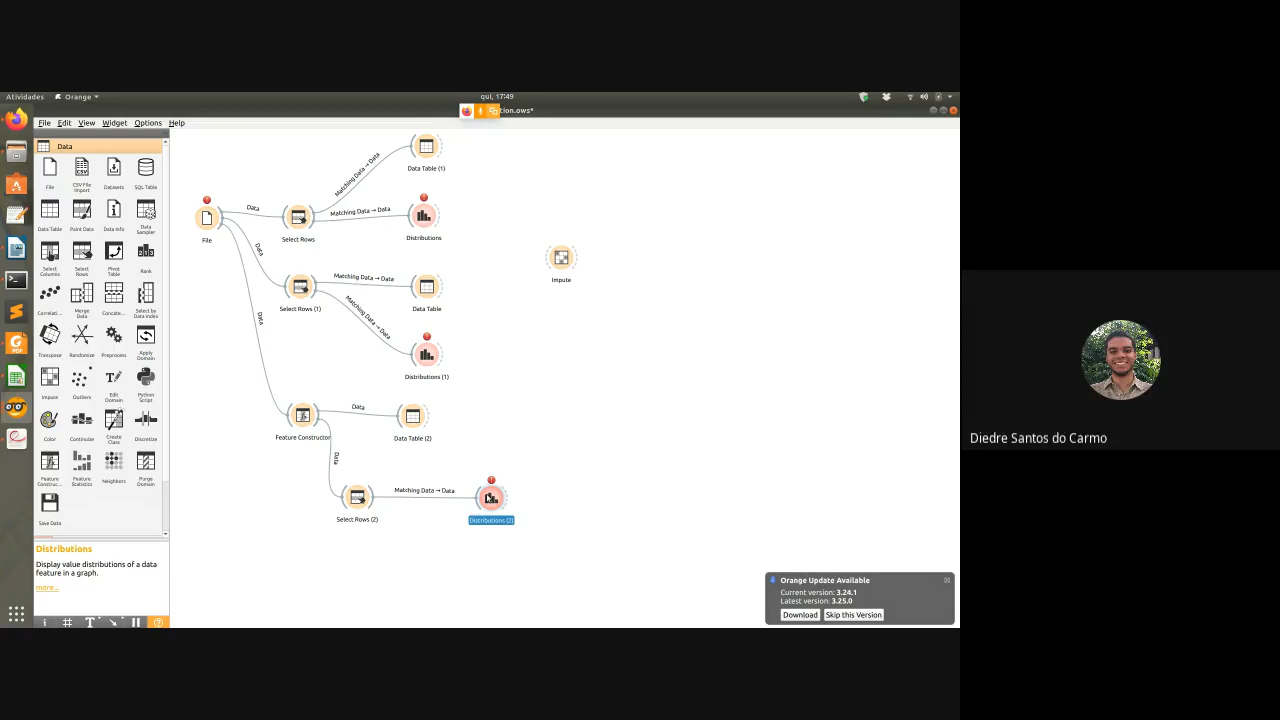 Atividades
Orange
qui, 17:49
tion.ows*
File Edit View Widget Options Help
Data
File
CSV File Import
Datasets
SQL Table
Data Table
Paint Data
Data Info
Data Sampler
Select Columns
Select Rows
Pivot Table
Rank
Correlati...
Merge Data
Concate...
Select by Data Index
Transpose
Randomize
Preprocess
Apply Domain
Impute
Outliers
Edit Domain
Python Script
Color
Continuize
Create Class
Discretize
Feature Constructor
Feature Statistics
Neighbors
Purge Domain
Save Data
Distributions
Display value distributions of a data
feature in a graph.
more...
File
Data
Data
Data
Select Rows
Matching Data → Data
Data Table (1)
Matching Data → Data
Distributions
Select Rows (1)
Matching Data → Data
Data Table
Matching Data → Data
Distributions (1)
Impute
Feature Constructor
Data
Data Table (2)
Data
Select Rows (2)
Matching Data → Data
Distributions (2)
Orange Update Available
Current version: 3.24.1
Latest version: 3.25.0
Download
Skip this Version
Diedre Santos do Carmo